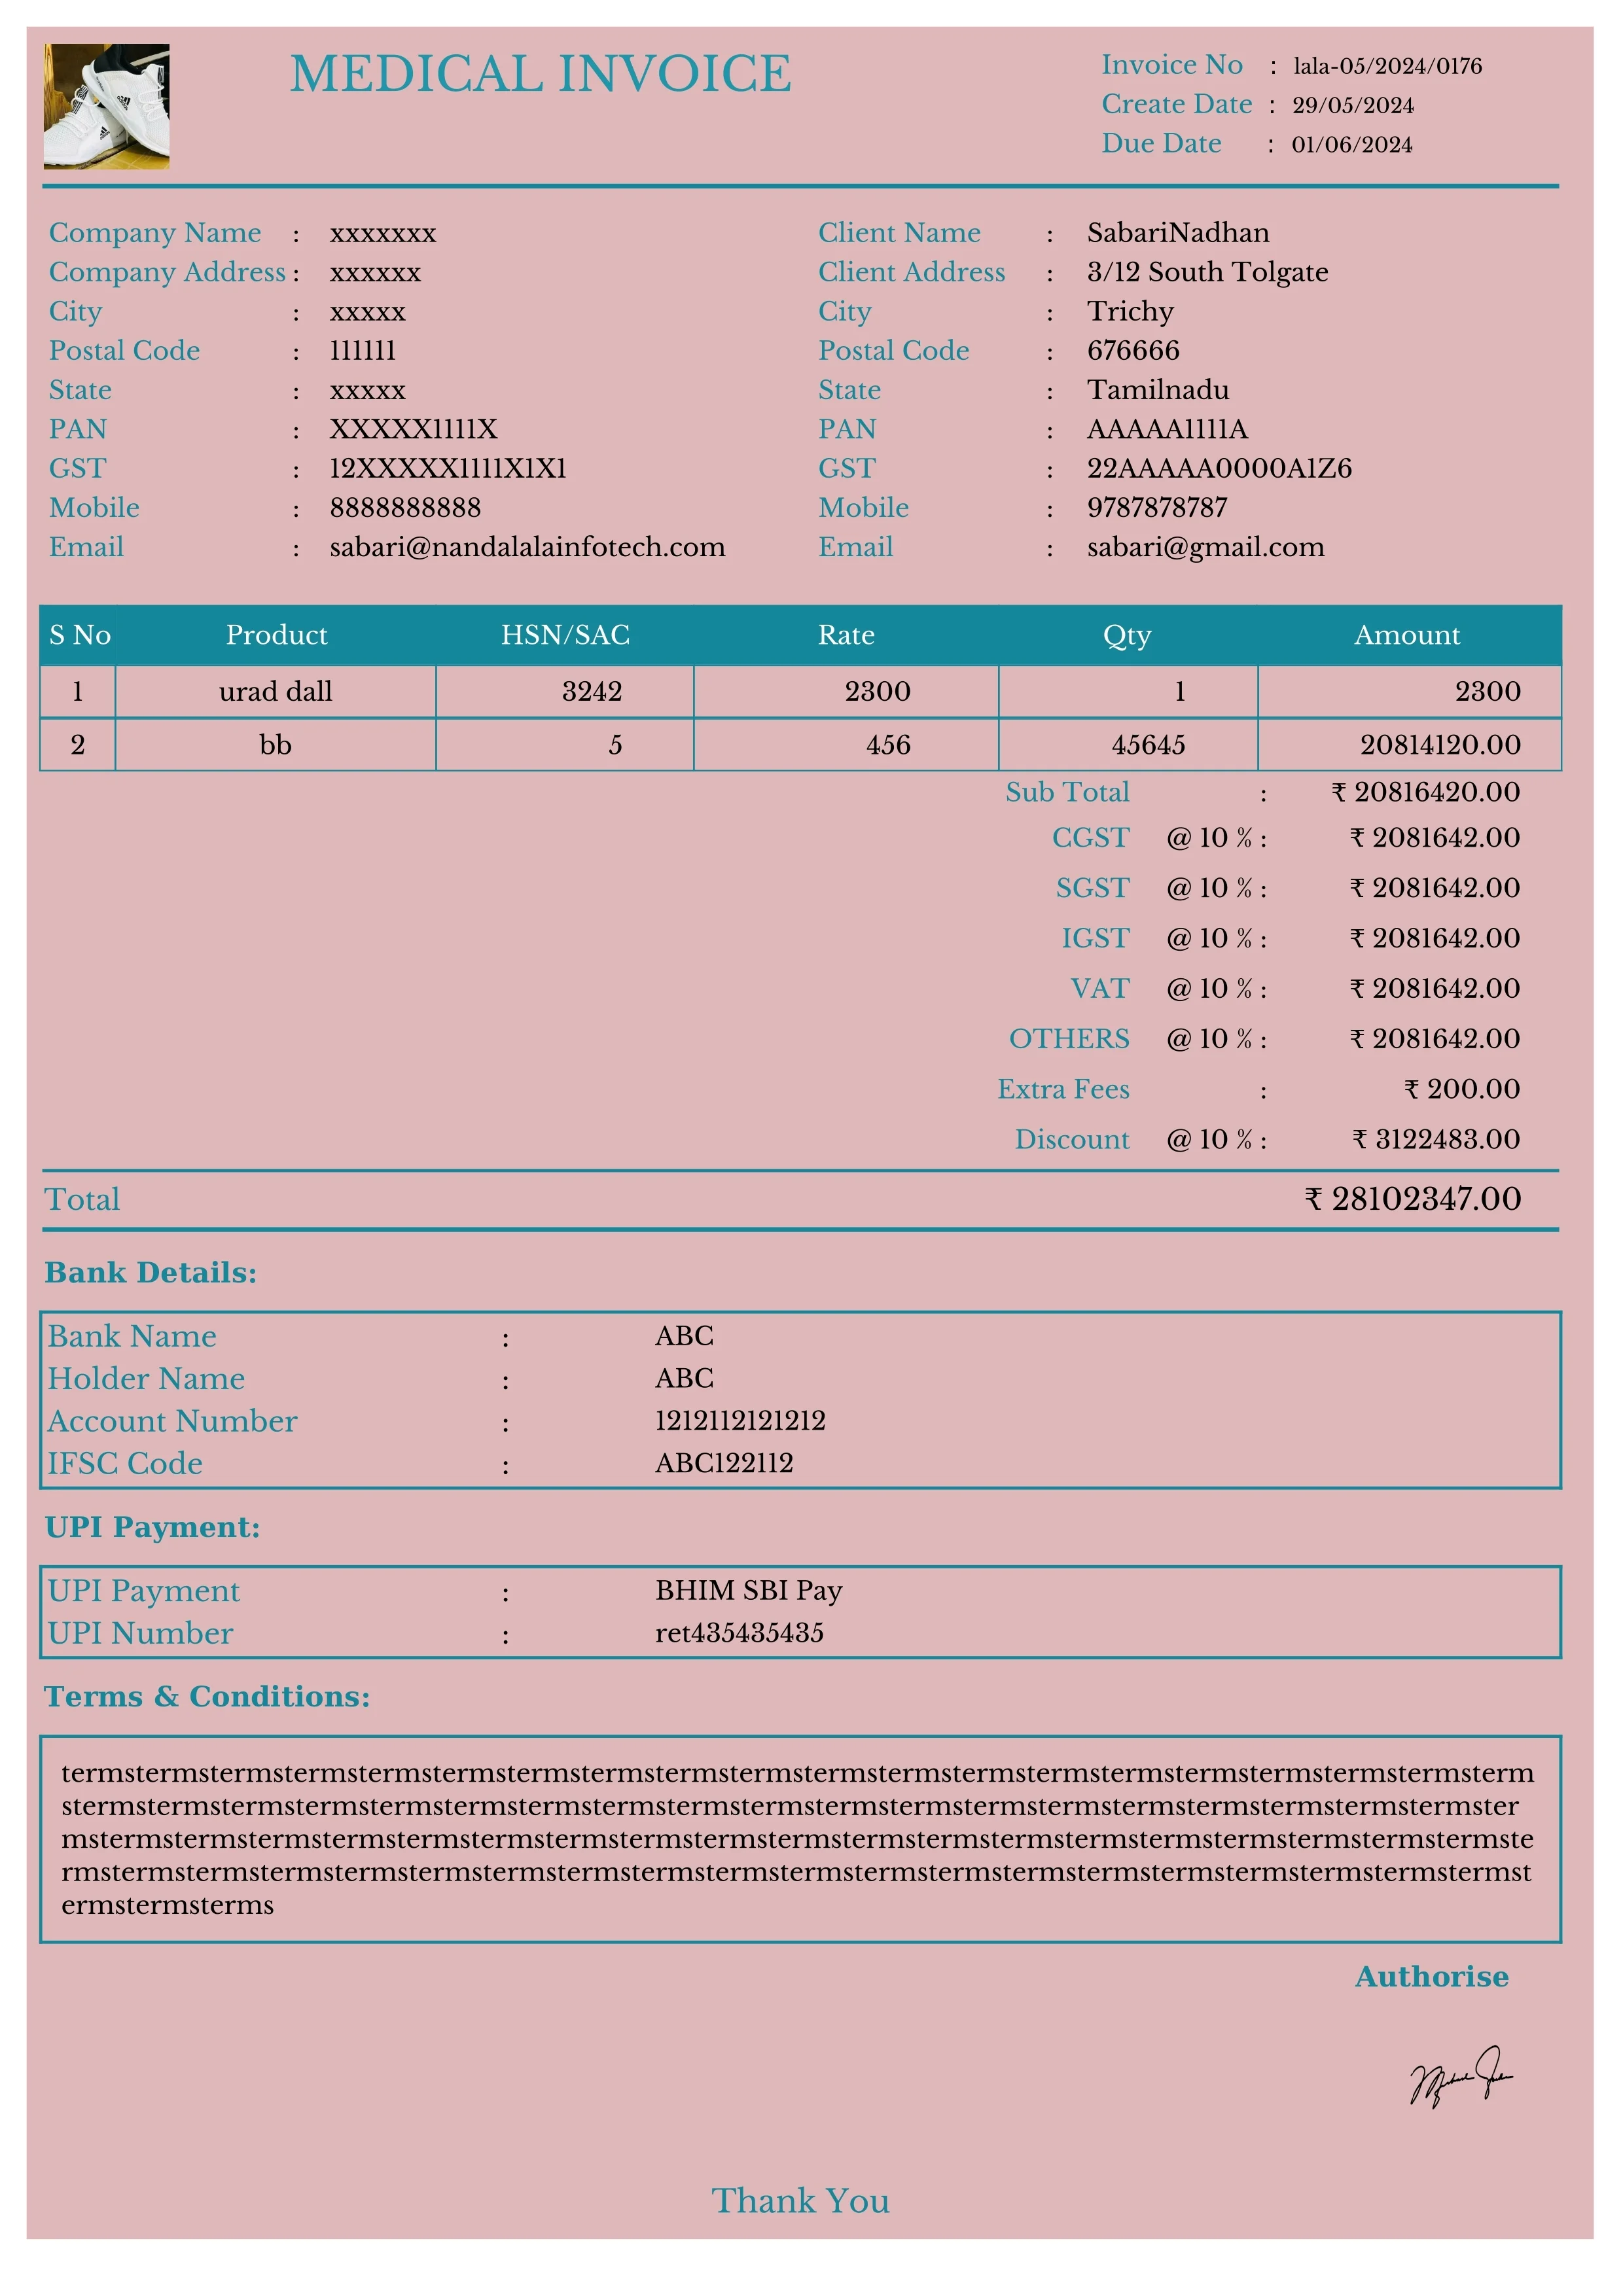 MEDICAL INVOICE
Invoice No : lala-05/2024/0176
Create Date : 29/05/2024
Due Date : 01/06/2024
Company Name : xxxxxxx
Company Address : xxxxxx
City : xxxxx
Postal Code : 111111
State : xxxxx
PAN : XXXXX1111X
GST : 12XXXXX1111X1X1
Mobile : 8888888888
Email : sabari@nandalalainfotech.com
Client Name : SabariNadhan
Client Address : 3/12 South Tolgate
City : Trichy
Postal Code : 676666
State : Tamilnadu
PAN : AAAAA1111A
GST : 22AAAAA0000A1Z6
Mobile : 9787878787
Email : sabari@gmail.com
S No Product HSN/SAC Rate Qty Amount
1 urad dall 3242 2300 1 2300
2 bb 5 456 45645 20814120.00
Sub Total : ₹ 20816420.00
CGST @ 10 % : ₹ 2081642.00
SGST @ 10 % : ₹ 2081642.00
IGST @ 10 % : ₹ 2081642.00
VAT @ 10 % : ₹ 2081642.00
OTHERS @ 10 % : ₹ 2081642.00
Extra Fees : ₹ 200.00
Discount @ 10 % : ₹ 3122483.00
Total ₹ 28102347.00
Bank Details:
Bank Name : ABC
Holder Name : ABC
Account Number : 1212112121212
IFSC Code : ABC122112
UPI Payment:
UPI Payment : BHIM SBI Pay
UPI Number : ret435435435
Terms & Conditions:
termstermstermstermstermstermstermstermstermstermstermstermstermstermstermstermstermstermstermsterm
stermstermstermstermstermstermstermstermstermstermstermstermstermstermstermstermstermstermstermster
mstermstermstermstermstermstermstermstermstermstermstermstermstermstermstermstermstermstermstermste
rmstermstermstermstermstermstermstermstermstermstermstermstermstermstermstermstermstermstermstermst
ermstermsterms
Authorise
Thank You